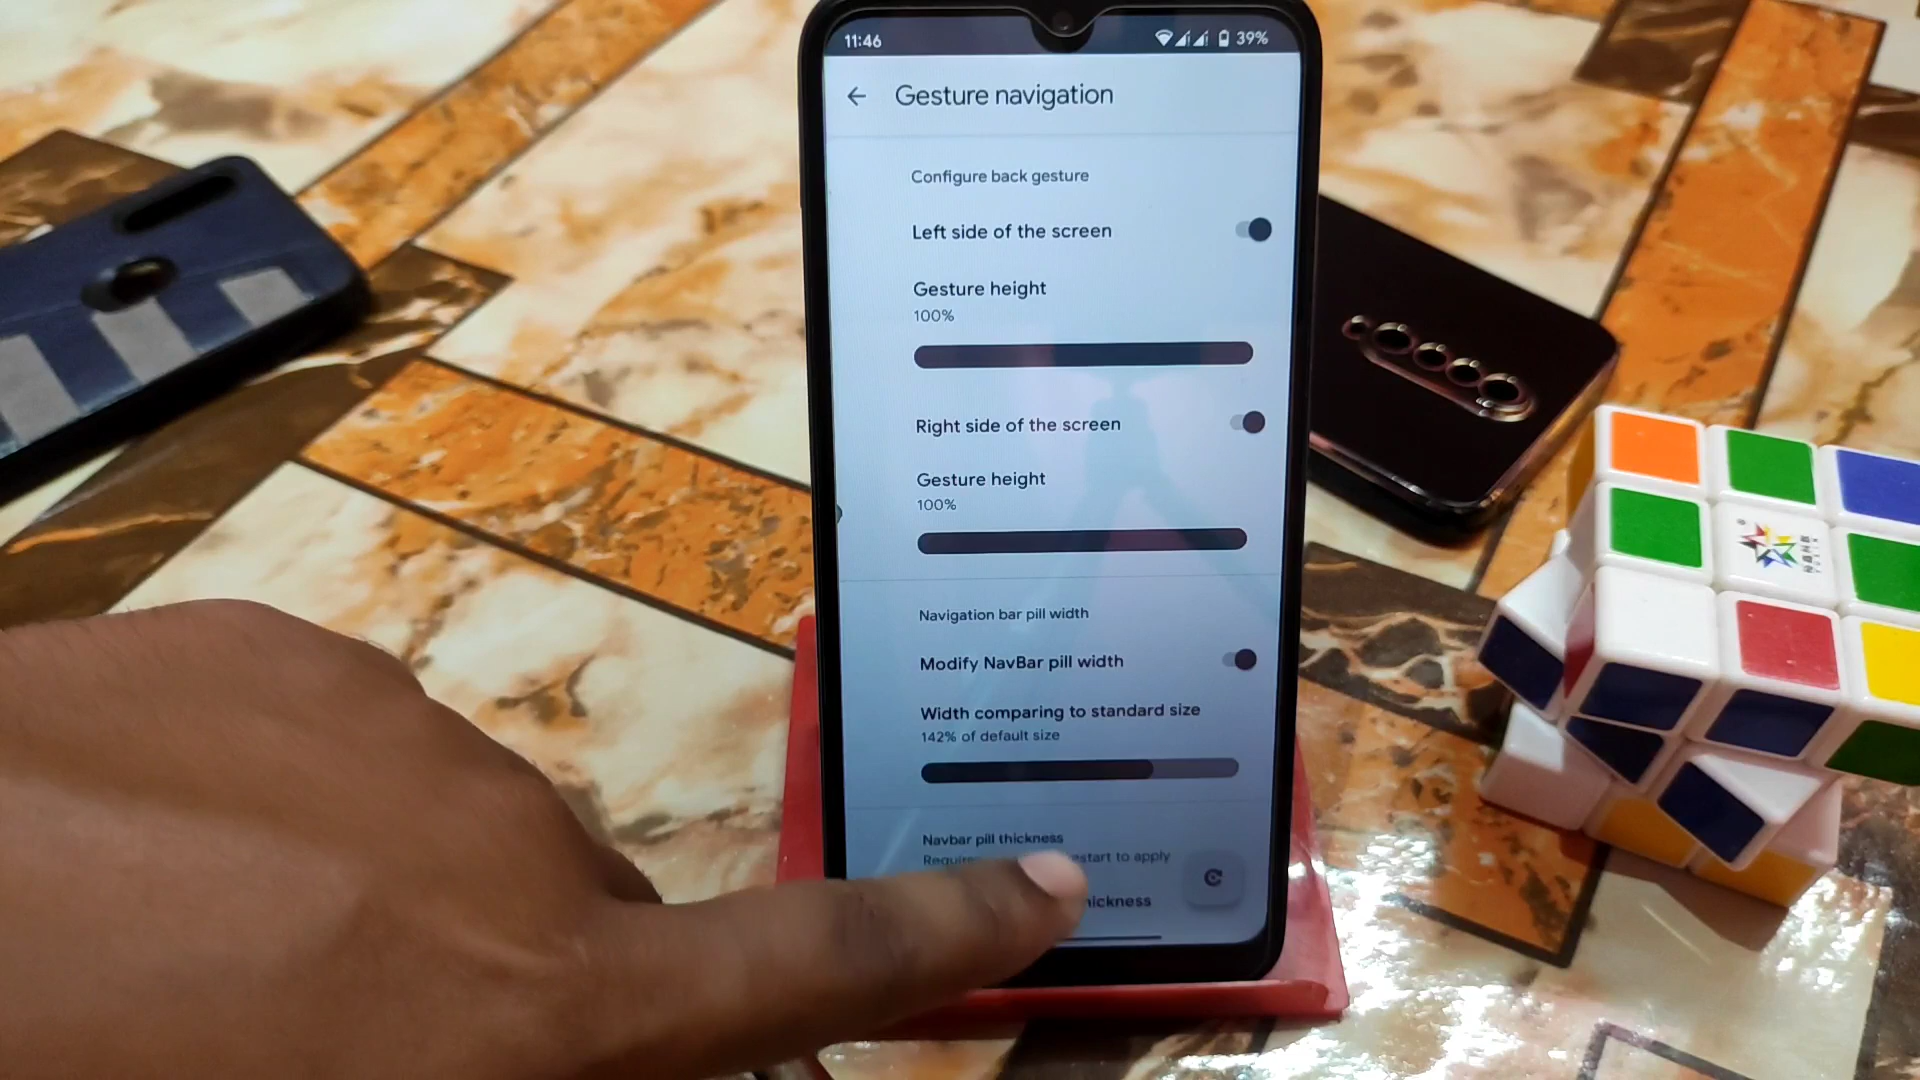 11:46 39%
Gesture navigation
Configure back gesture
Left side of the screen
Gesture height
100%
Right side of the screen
Gesture height
100%
Navigation bar pill width
Modify NavBar pill width
Width comparing to standard size
142% of default size
Navbar pill thickness
to apply